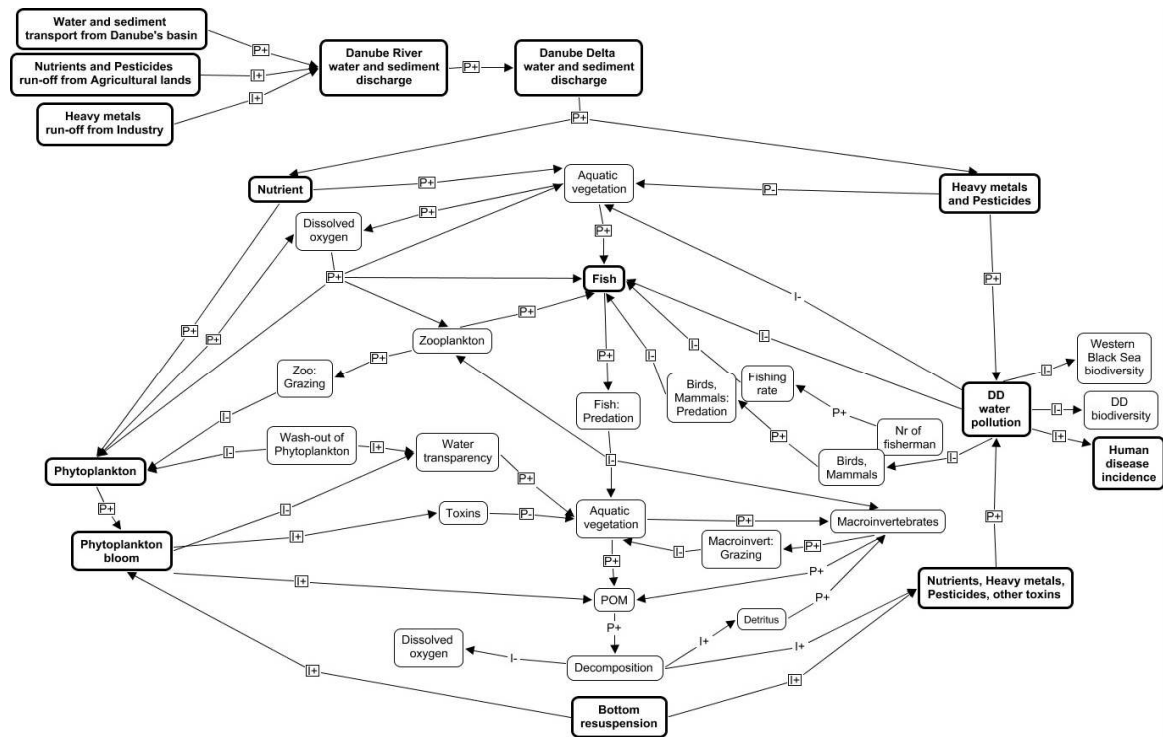 Water and sediment
transport from Danube's basin
P+
Nutrients and Pesticides
run-off from Agricultural lands
I+
Heavy metals
run-off from Industry
I+
Danube River
water and sediment
discharge
P+
Danube Delta
water and sediment
discharge
P+
Nutrient
P+
Aquatic
vegetation
P-
Heavy metals
and Pesticides
Dissolved
oxygen
P+
P+
P+
Fish
P+
I-
P+
P+
P+
Zooplankton
I-
I-
I-
Western
Black Sea
biodiversity
Zoo:
Grazing
P+
P+
Birds,
Mammals:
Predation
Fishing
rate
I-
I-
Fish:
Predation
P+
DD
water
pollution
I-
DD
biodiversity
I+
Nr of
fisherman
Wash-out of
Phytoplankton
I-
I+
Water
transparency
P+
Birds,
Mammals
I-
Human
disease
incidence
Phytoplankton
I-
P+
P+
I-
Toxins
P-
Aquatic
vegetation
P+
Macroinvertebrates
P+
Phytoplankton
bloom
I+
Macroinvert:
Grazing
I-
P+
P+
I+
POM
P+
Nutrients, Heavy metals,
Pesticides, other toxins
P+
Detritus
P+
Dissolved
oxygen
I-
Decomposition
I+
I+
I+
I+
Bottom
resuspension